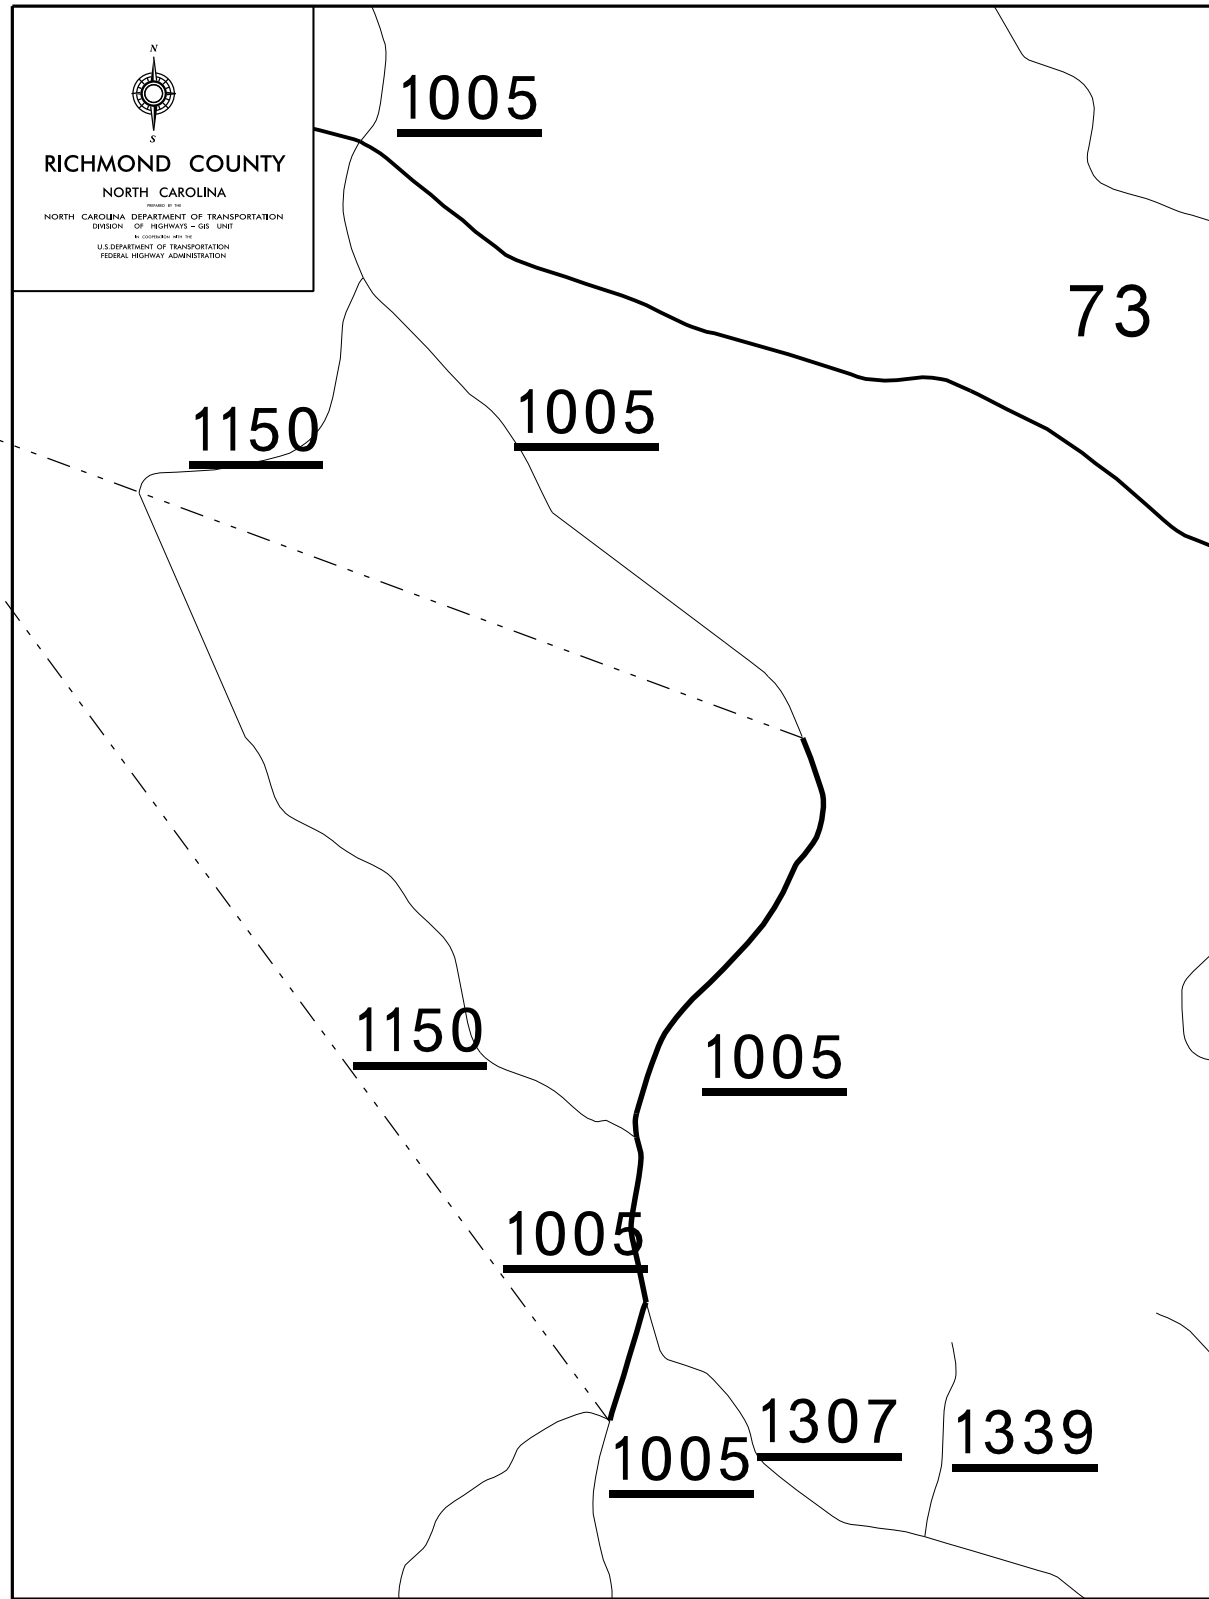 N
S
RICHMOND COUNTY
NORTH CAROLINA
PREPARED BY THE
NORTH CAROLINA DEPARTMENT OF TRANSPORTATION
DIVISION OF HIGHWAYS – GIS UNIT
IN COOPERATION WITH THE
U.S.DEPARTMENT OF TRANSPORTATION
FEDERAL HIGHWAY ADMINISTRATION
1005
73
1150
1005
1150
1005
1005
1307
1339
1005